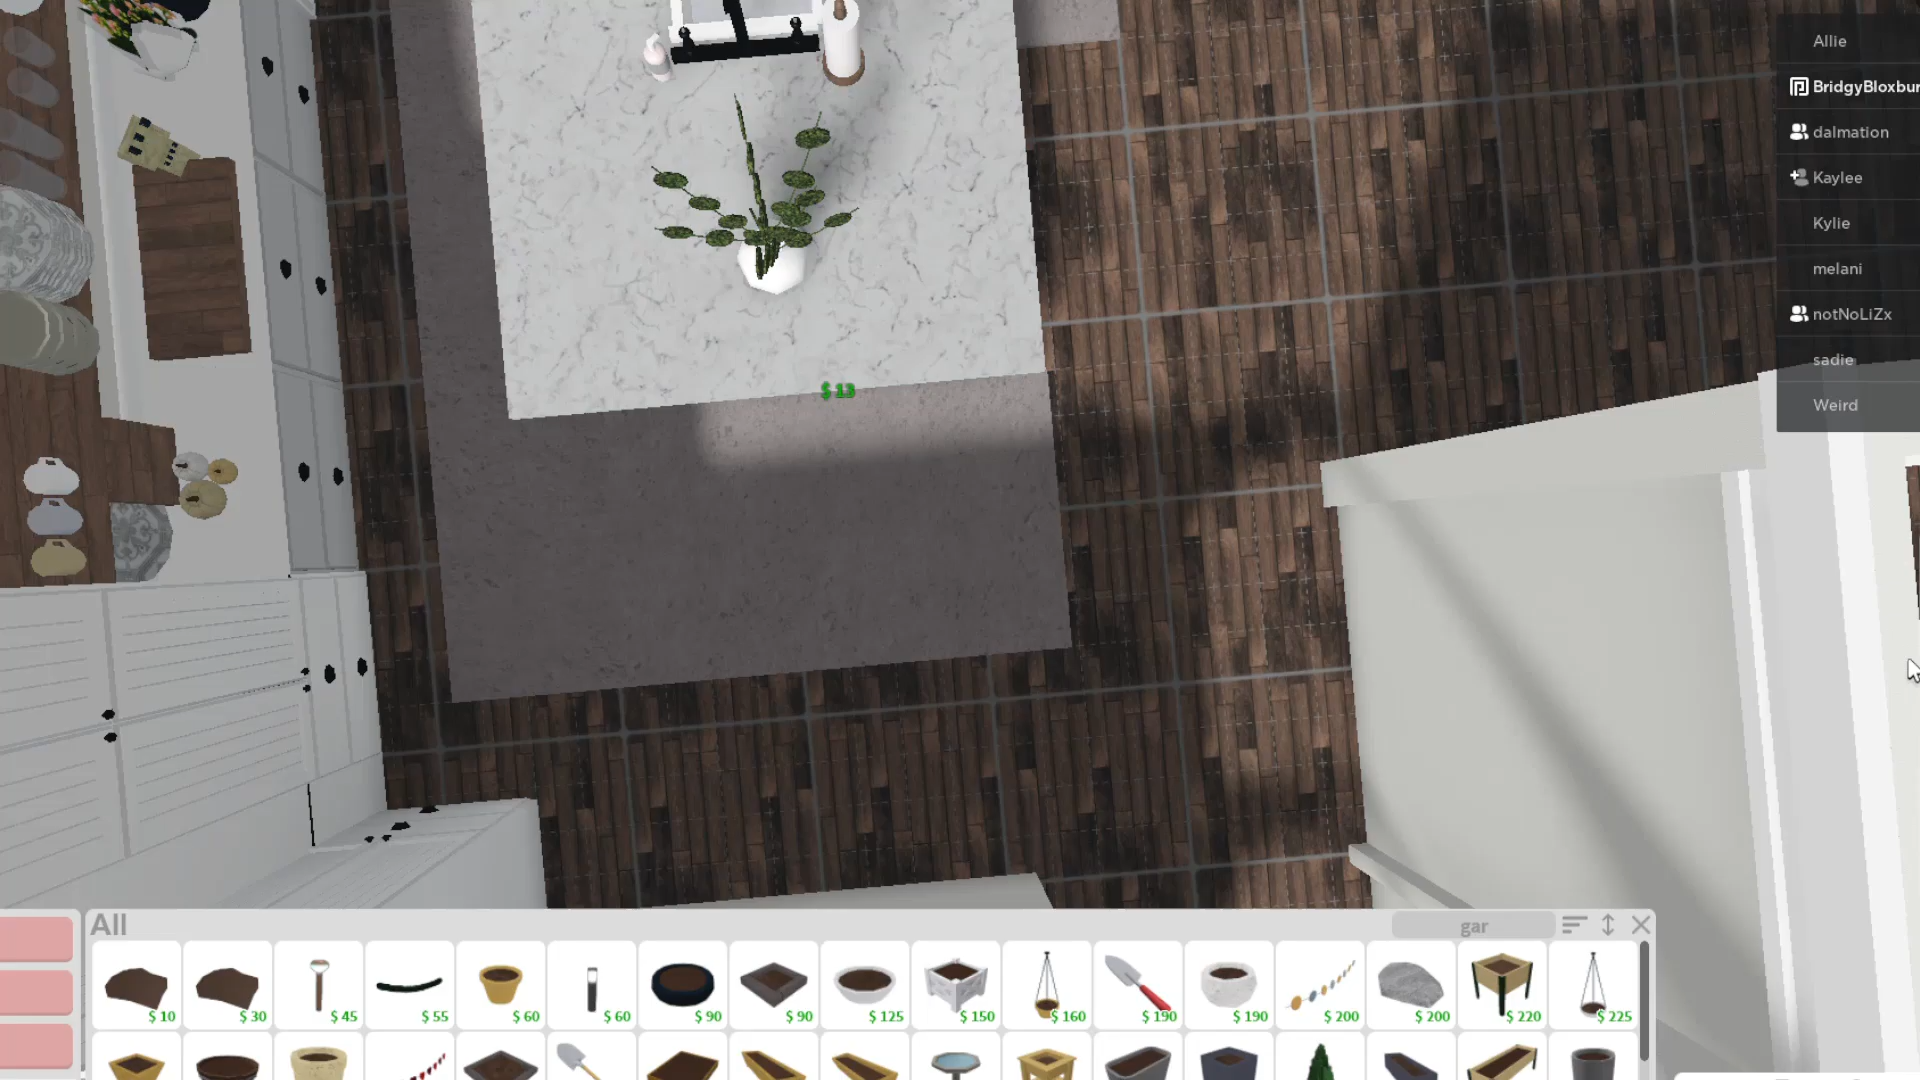 Allie
BridgyBloxbur
dalmation
Kaylee
Kylie
melani
notNoLiZx
sadie
Weird
$ 13
All
gar
$ 10
$ 30
$ 45
$ 55
$ 60
$ 60
$ 90
$ 90
$ 125
$ 150
$ 160
$ 190
$ 190
$ 200
$ 200
$ 220
$ 225